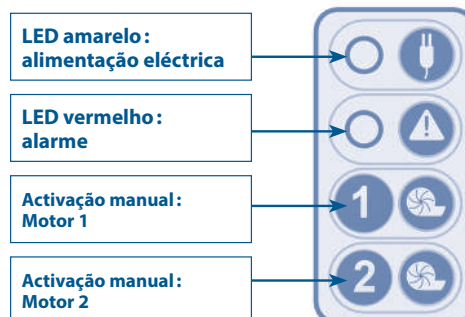 LED amarelo:
alimentação eléctrica
LED vermelho:
alarme
Activação manual:
Motor 1
1
Activação manual:
Motor 2
2